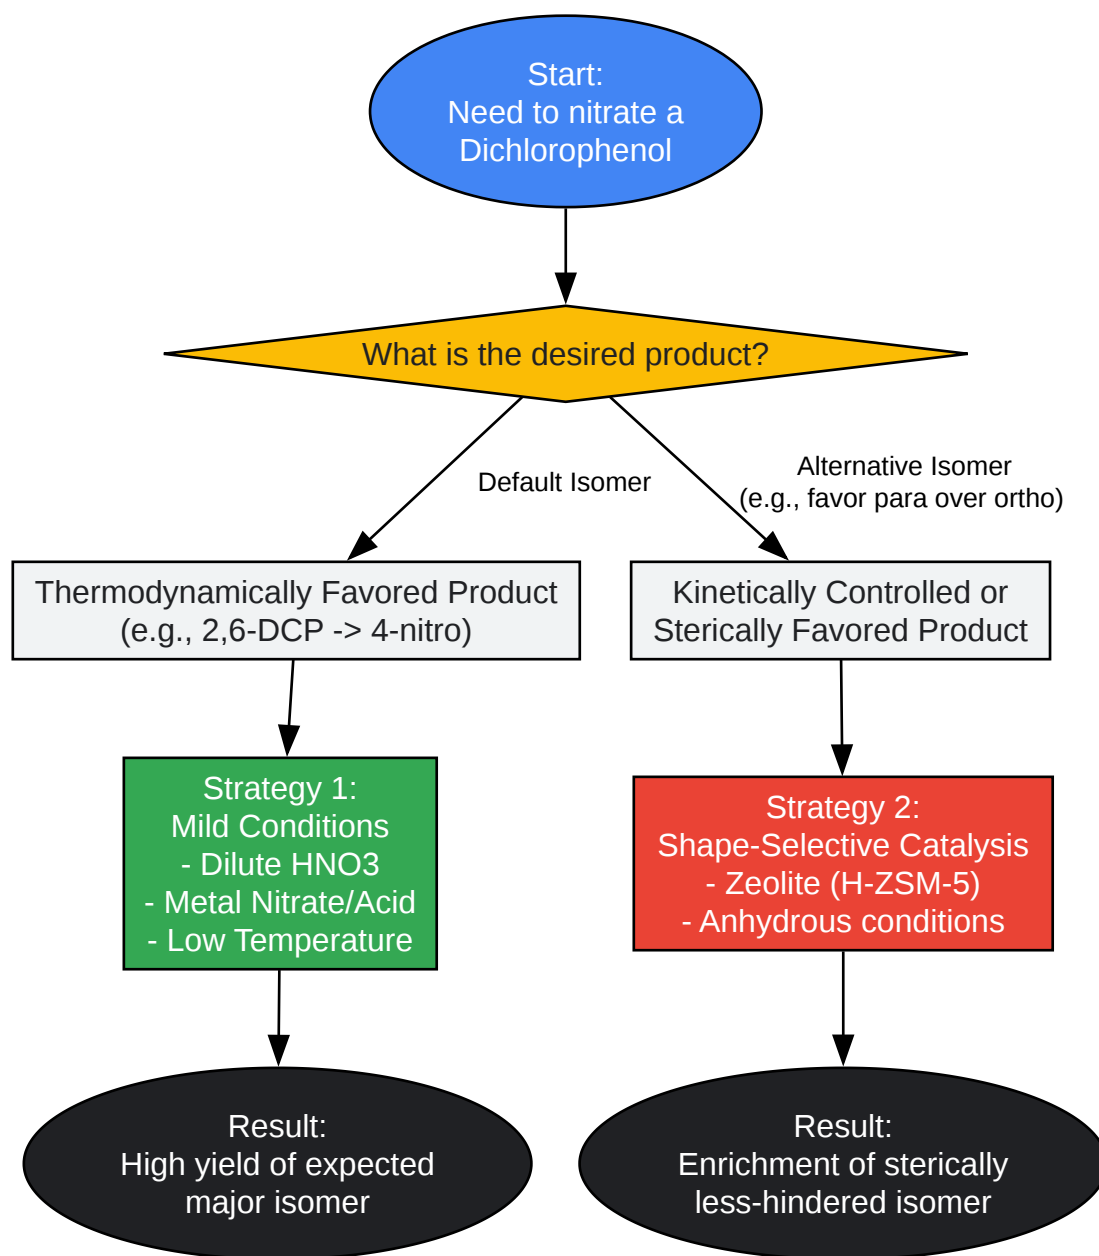 Start:
Need to nitrate a
Dichlorophenol
What is the desired product?
Default Isomer
Alternative Isomer
(e.g., favor para over ortho)
Thermodynamically Favored Product
(e.g., 2,6-DCP -> 4-nitro)
Kinetically Controlled or
Sterically Favored Product
Strategy 1:
Mild Conditions
- Dilute HNO3
- Metal Nitrate/Acid
- Low Temperature
Strategy 2:
Shape-Selective Catalysis
- Zeolite (H-ZSM-5)
- Anhydrous conditions
Result:
High yield of expected
major isomer
Result:
Enrichment of sterically
less-hindered isomer